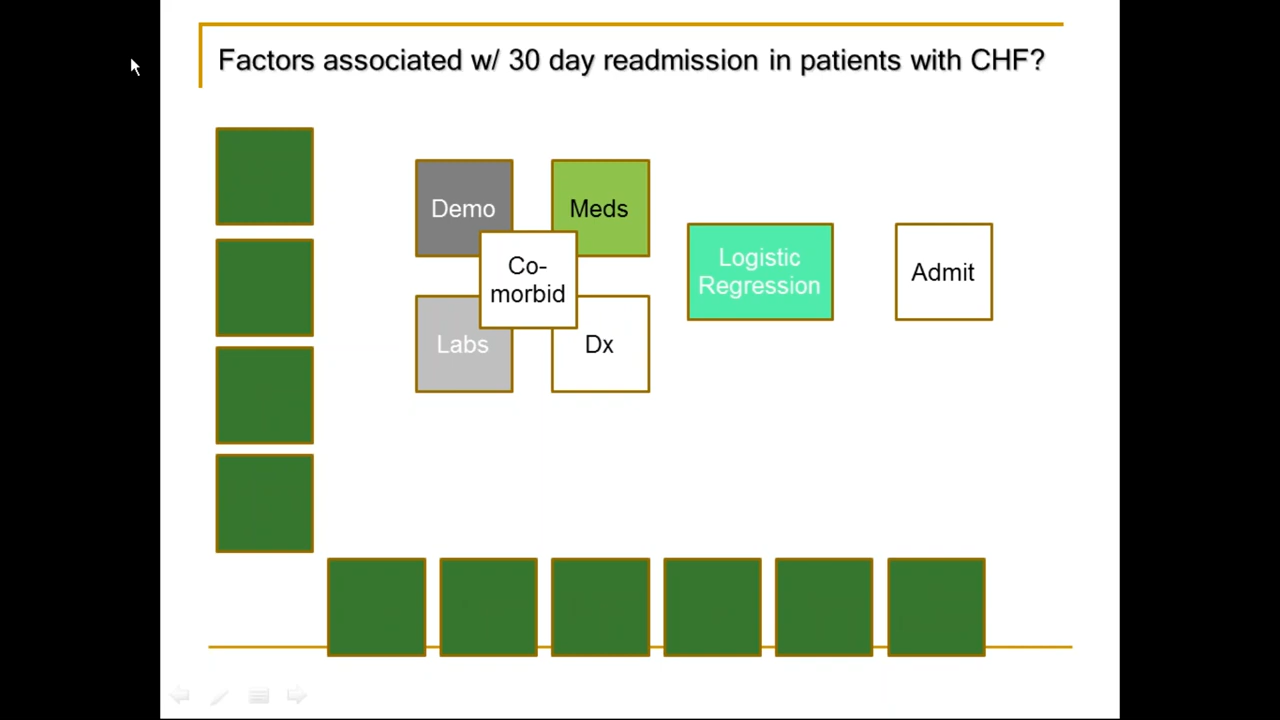 Factors associated w/ 30 day readmission in patients with CHF?
Demo
Meds
Co-
morbid
Labs
Dx
Logistic
Regression
Admit